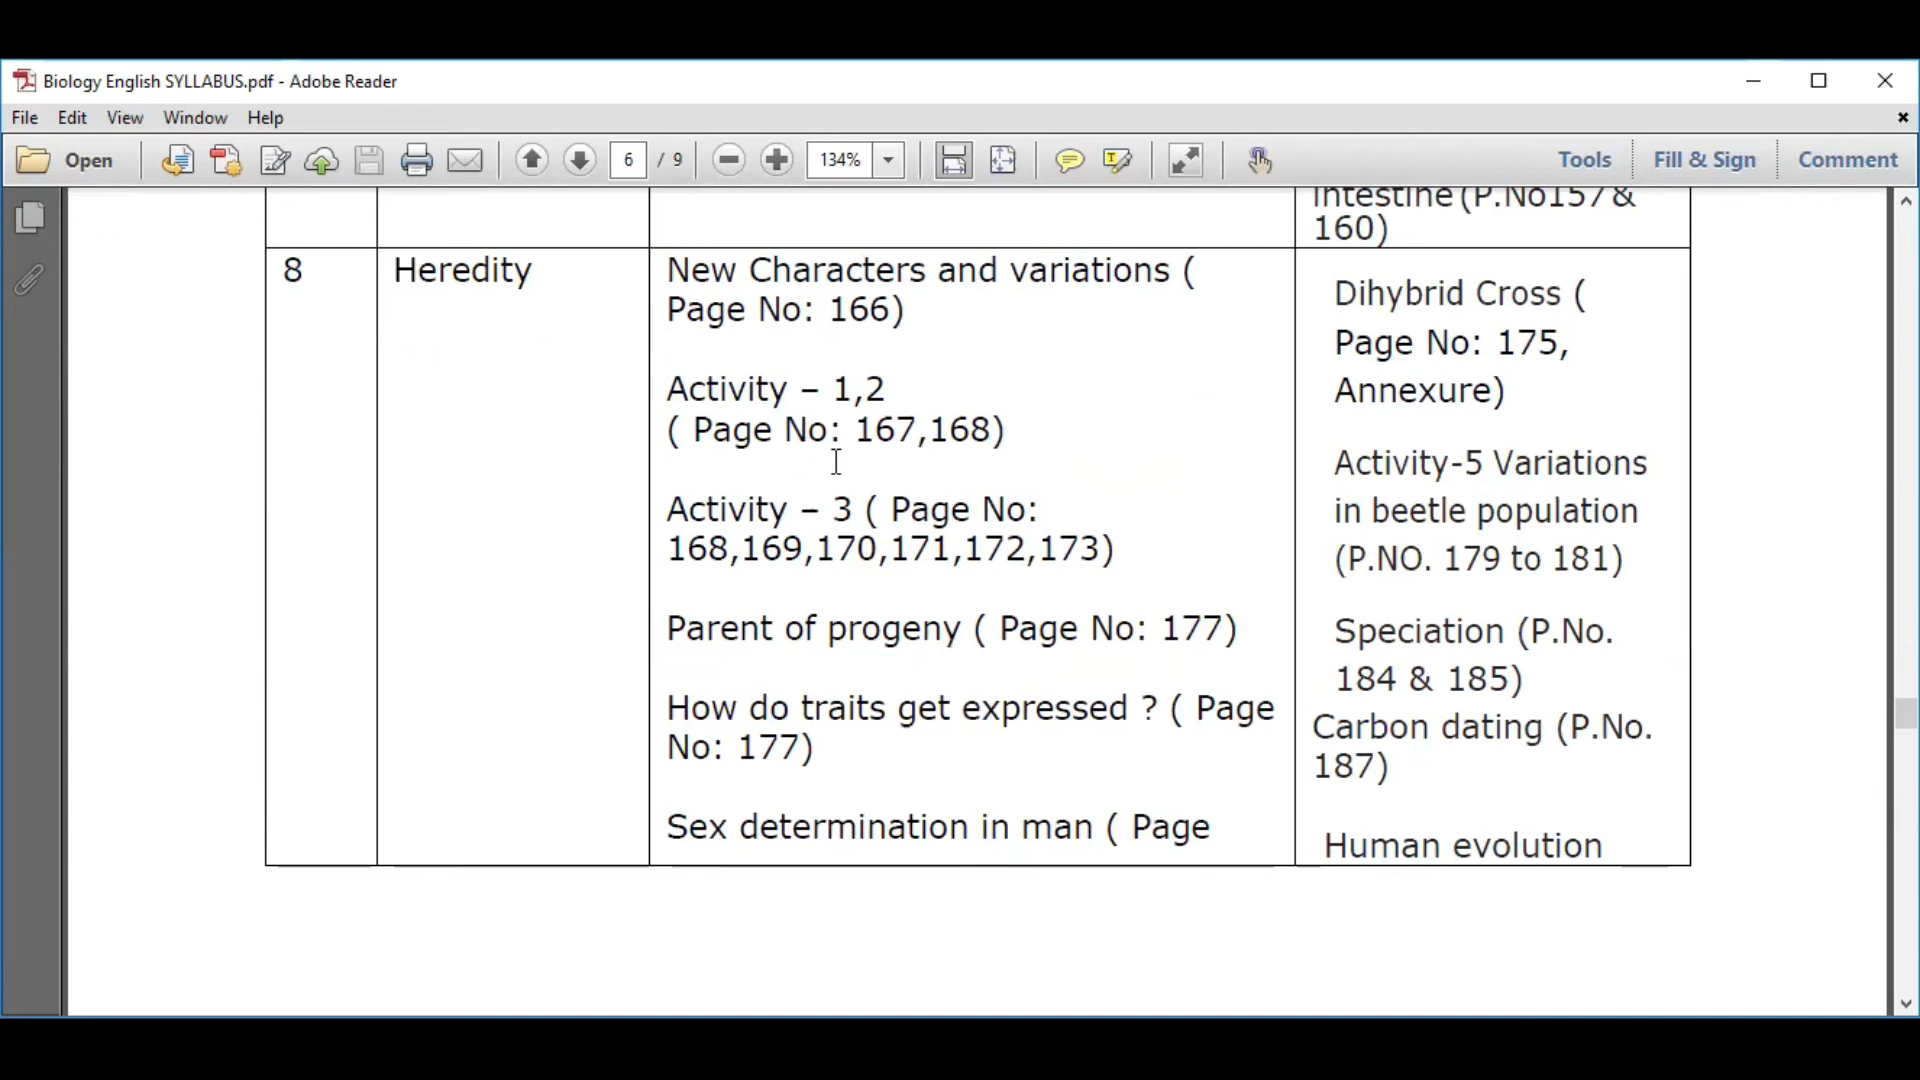 Biology English SYLLABUS.pdf - Adobe Reader
File Edit View Window Help
Open 6 / 9 134% Tools Fill & Sign Comment
Intestine(P.No157&
160)
8 Heredity
New Characters and variations (
Page No: 166)
Activity – 1,2
( Page No: 167,168)
Activity – 3 ( Page No:
168,169,170,171,172,173)
Parent of progeny ( Page No: 177)
How do traits get expressed ? ( Page
No: 177)
Sex determination in man ( Page
Dihybrid Cross (
Page No: 175,
Annexure)
Activity-5 Variations
in beetle population
(P.NO. 179 to 181)
Speciation (P.No.
184 & 185)
Carbon dating (P.No.
187)
Human evolution